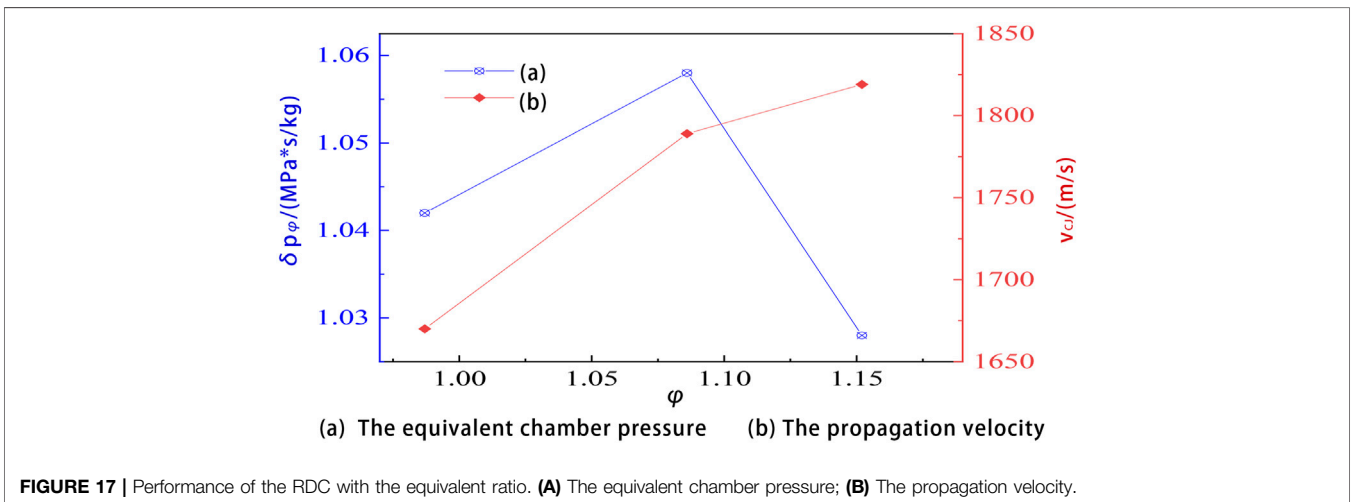 1.06
1.05
1.04
1.03
δ pφ/(MPa*s/kg)
(a)
(b)
1850
1800
1750
1700
1650
vCJ/(m/s)
1.00 1.05 1.10 1.15
φ
(a) The equivalent chamber pressure (b) The propagation velocity
FIGURE 17 | Performance of the RDC with the equivalent ratio. (A) The equivalent chamber pressure; (B) The propagation velocity.